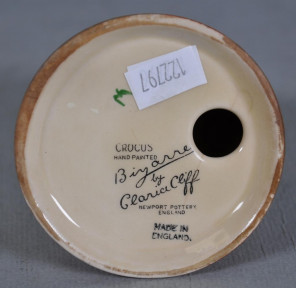 122797
CROCUS
HAND PAINTED
Bizarre
by
Clarice Cliff
NEWPORT POTTERY
ENGLAND
MADE IN
ENGLAND.